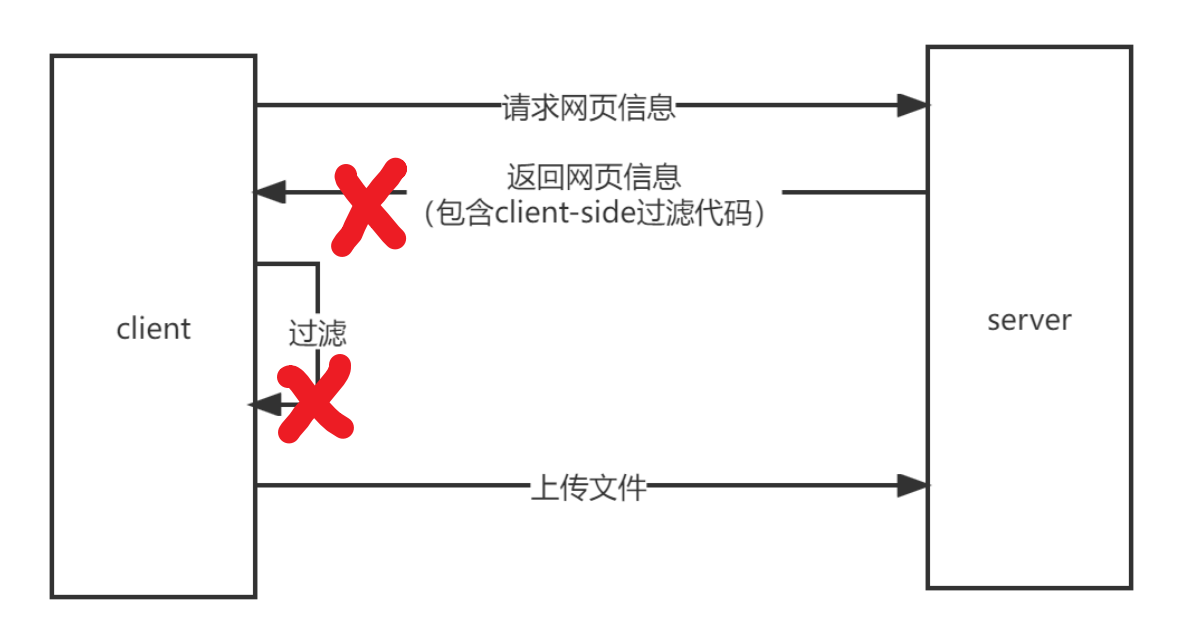 请求网页信息
返回网页信息
（包含client-side过滤代码）
client
过滤
server
上传文件